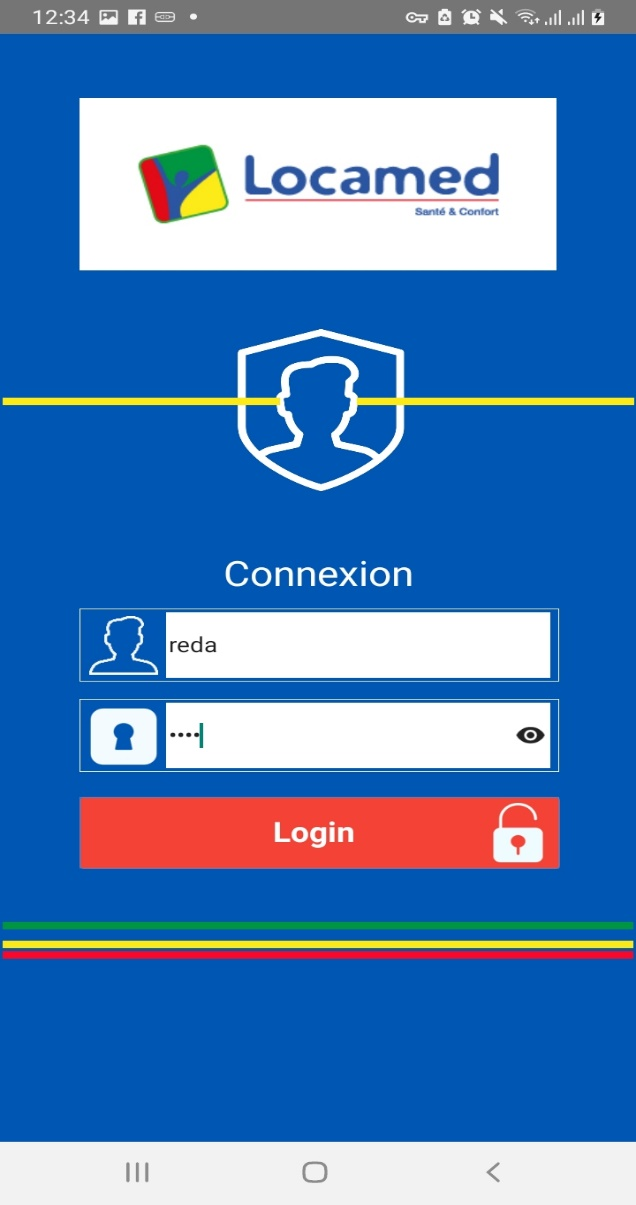 12:34
Locamed
Santé & Confort
Connexion
reda
••••
Login